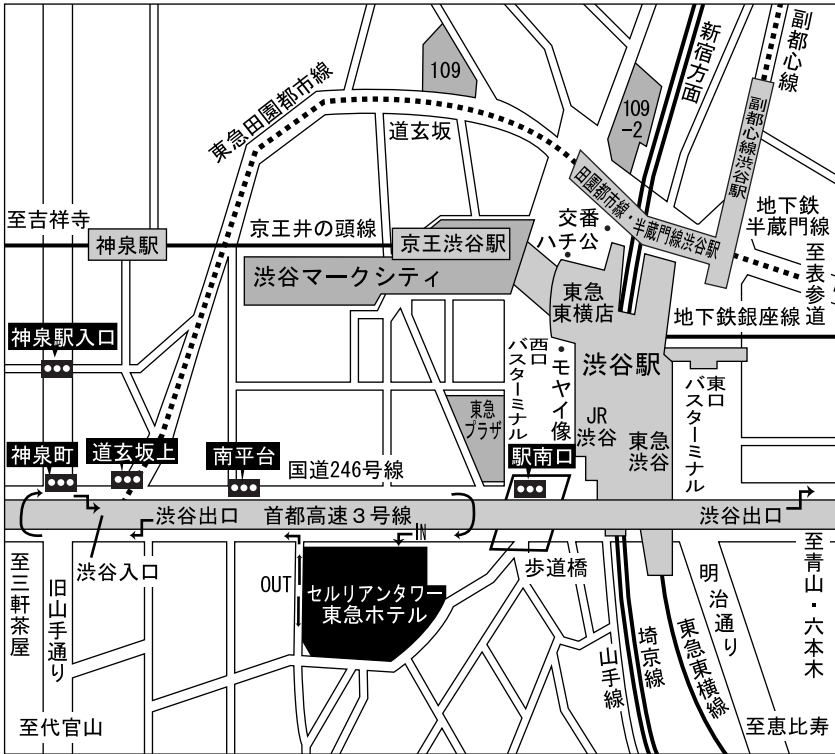 109
109
-2
新宿方面
副都心線
副都心線渋谷駅
東急田園都市線
道玄坂
田園都市線・半蔵門線渋谷駅
地下鉄
半蔵門線
至表参道
至吉祥寺
神泉駅
京王井の頭線
京王渋谷駅
交番
ハチ公
渋谷マークシティ
東急
東横店
地下鉄銀座線
神泉駅入口
西口
バスターミナル
モヤイ像
渋谷駅
東口
バスターミナル
東急
プラザ
JR
渋谷
東急
渋谷
神泉町
道玄坂上
南平台
国道246号線
駅南口
渋谷出口
首都高速3号線
渋谷出口
IN
渋谷入口
OUT
セルリアンタワー
東急ホテル
歩道橋
至三軒茶屋
旧山手通り
山手線
埼京線
東急東横線
明治通り
至青山・六本木
至代官山
至恵比寿